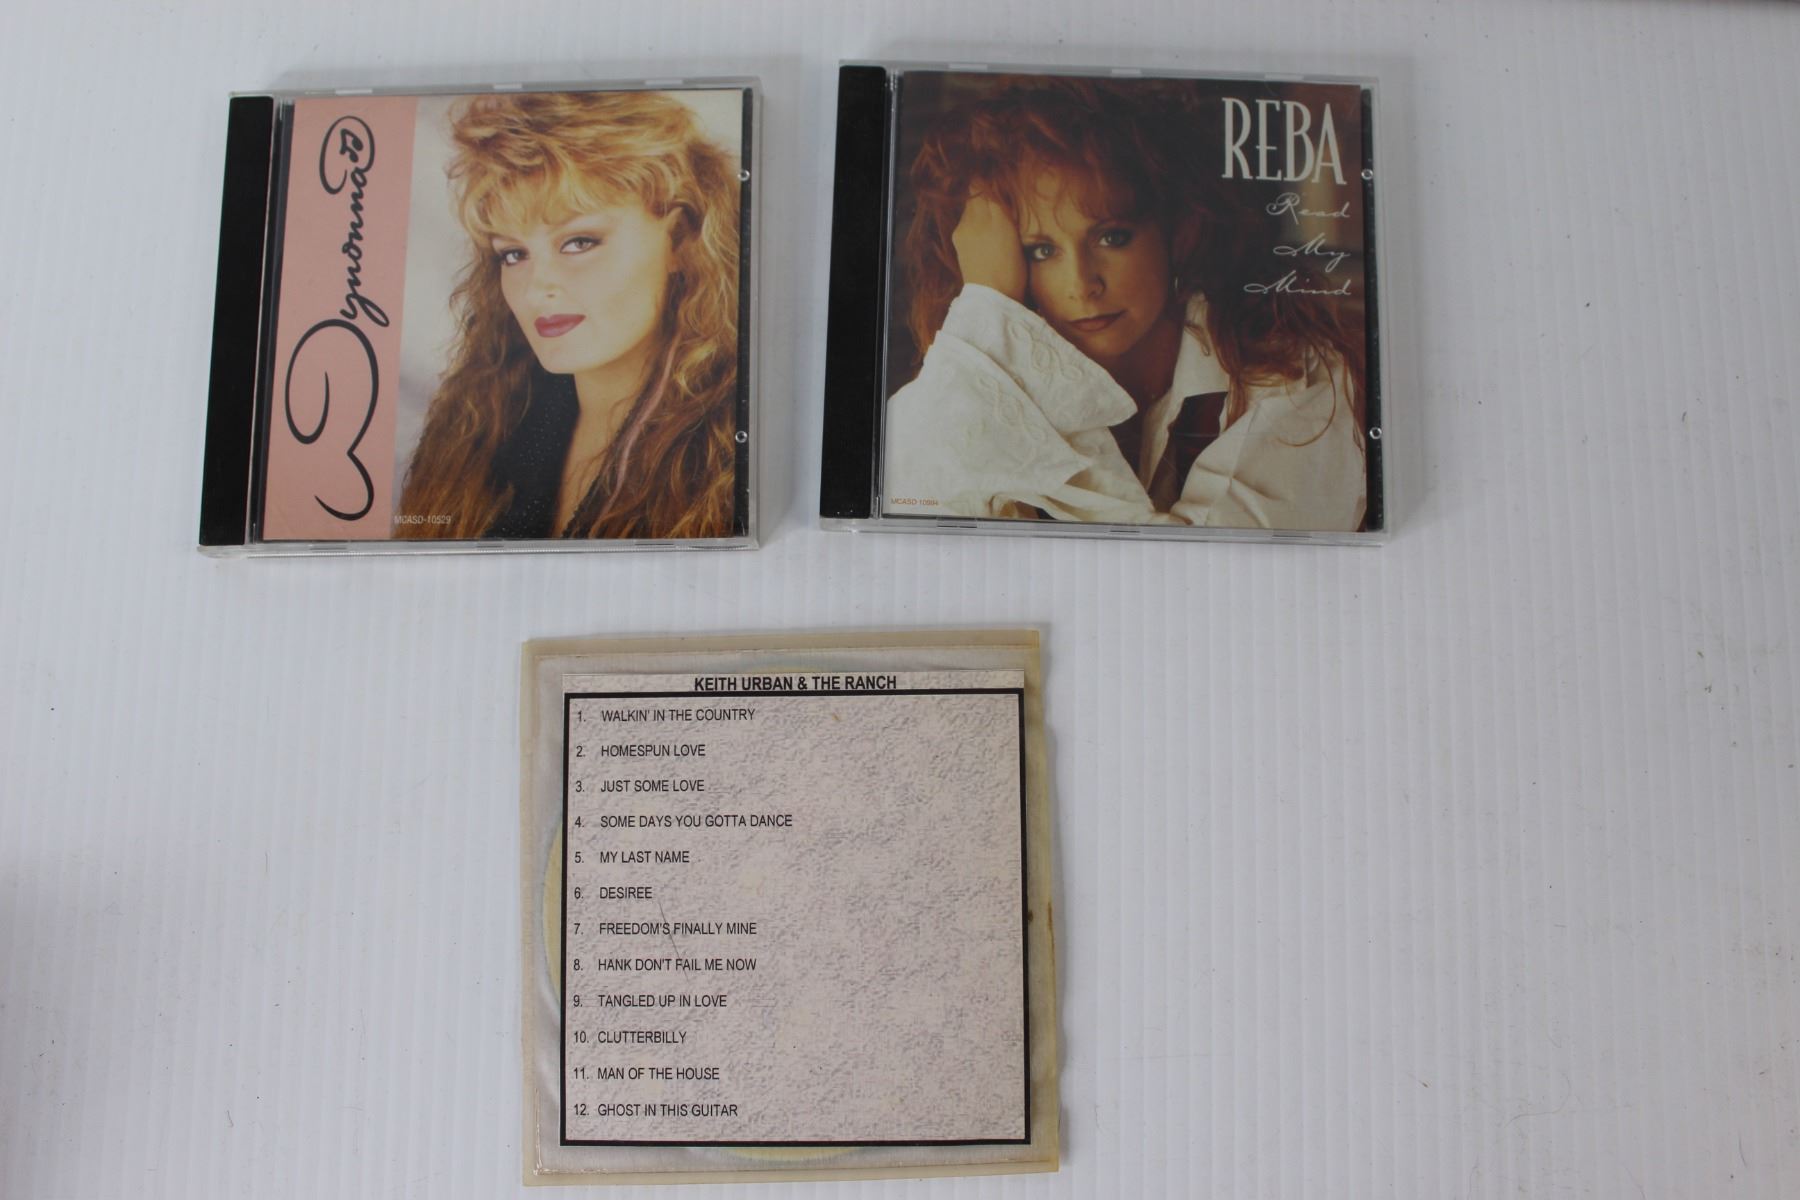 Wynonna
MCASD-10529
REBA
Read
My
Mind
MCASD-10994
KEITH URBAN & THE RANCH
1. WALKIN' IN THE COUNTRY
2. HOMESPUN LOVE
3. JUST SOME LOVE
4. SOME DAYS YOU GOTTA DANCE
5. MY LAST NAME
6. DESIREE
7. FREEDOM'S FINALLY MINE
8. HANK DON'T FAIL ME NOW
9. TANGLED UP IN LOVE
10. CLUTTERBILLY
11. MAN OF THE HOUSE
12. GHOST IN THIS GUITAR